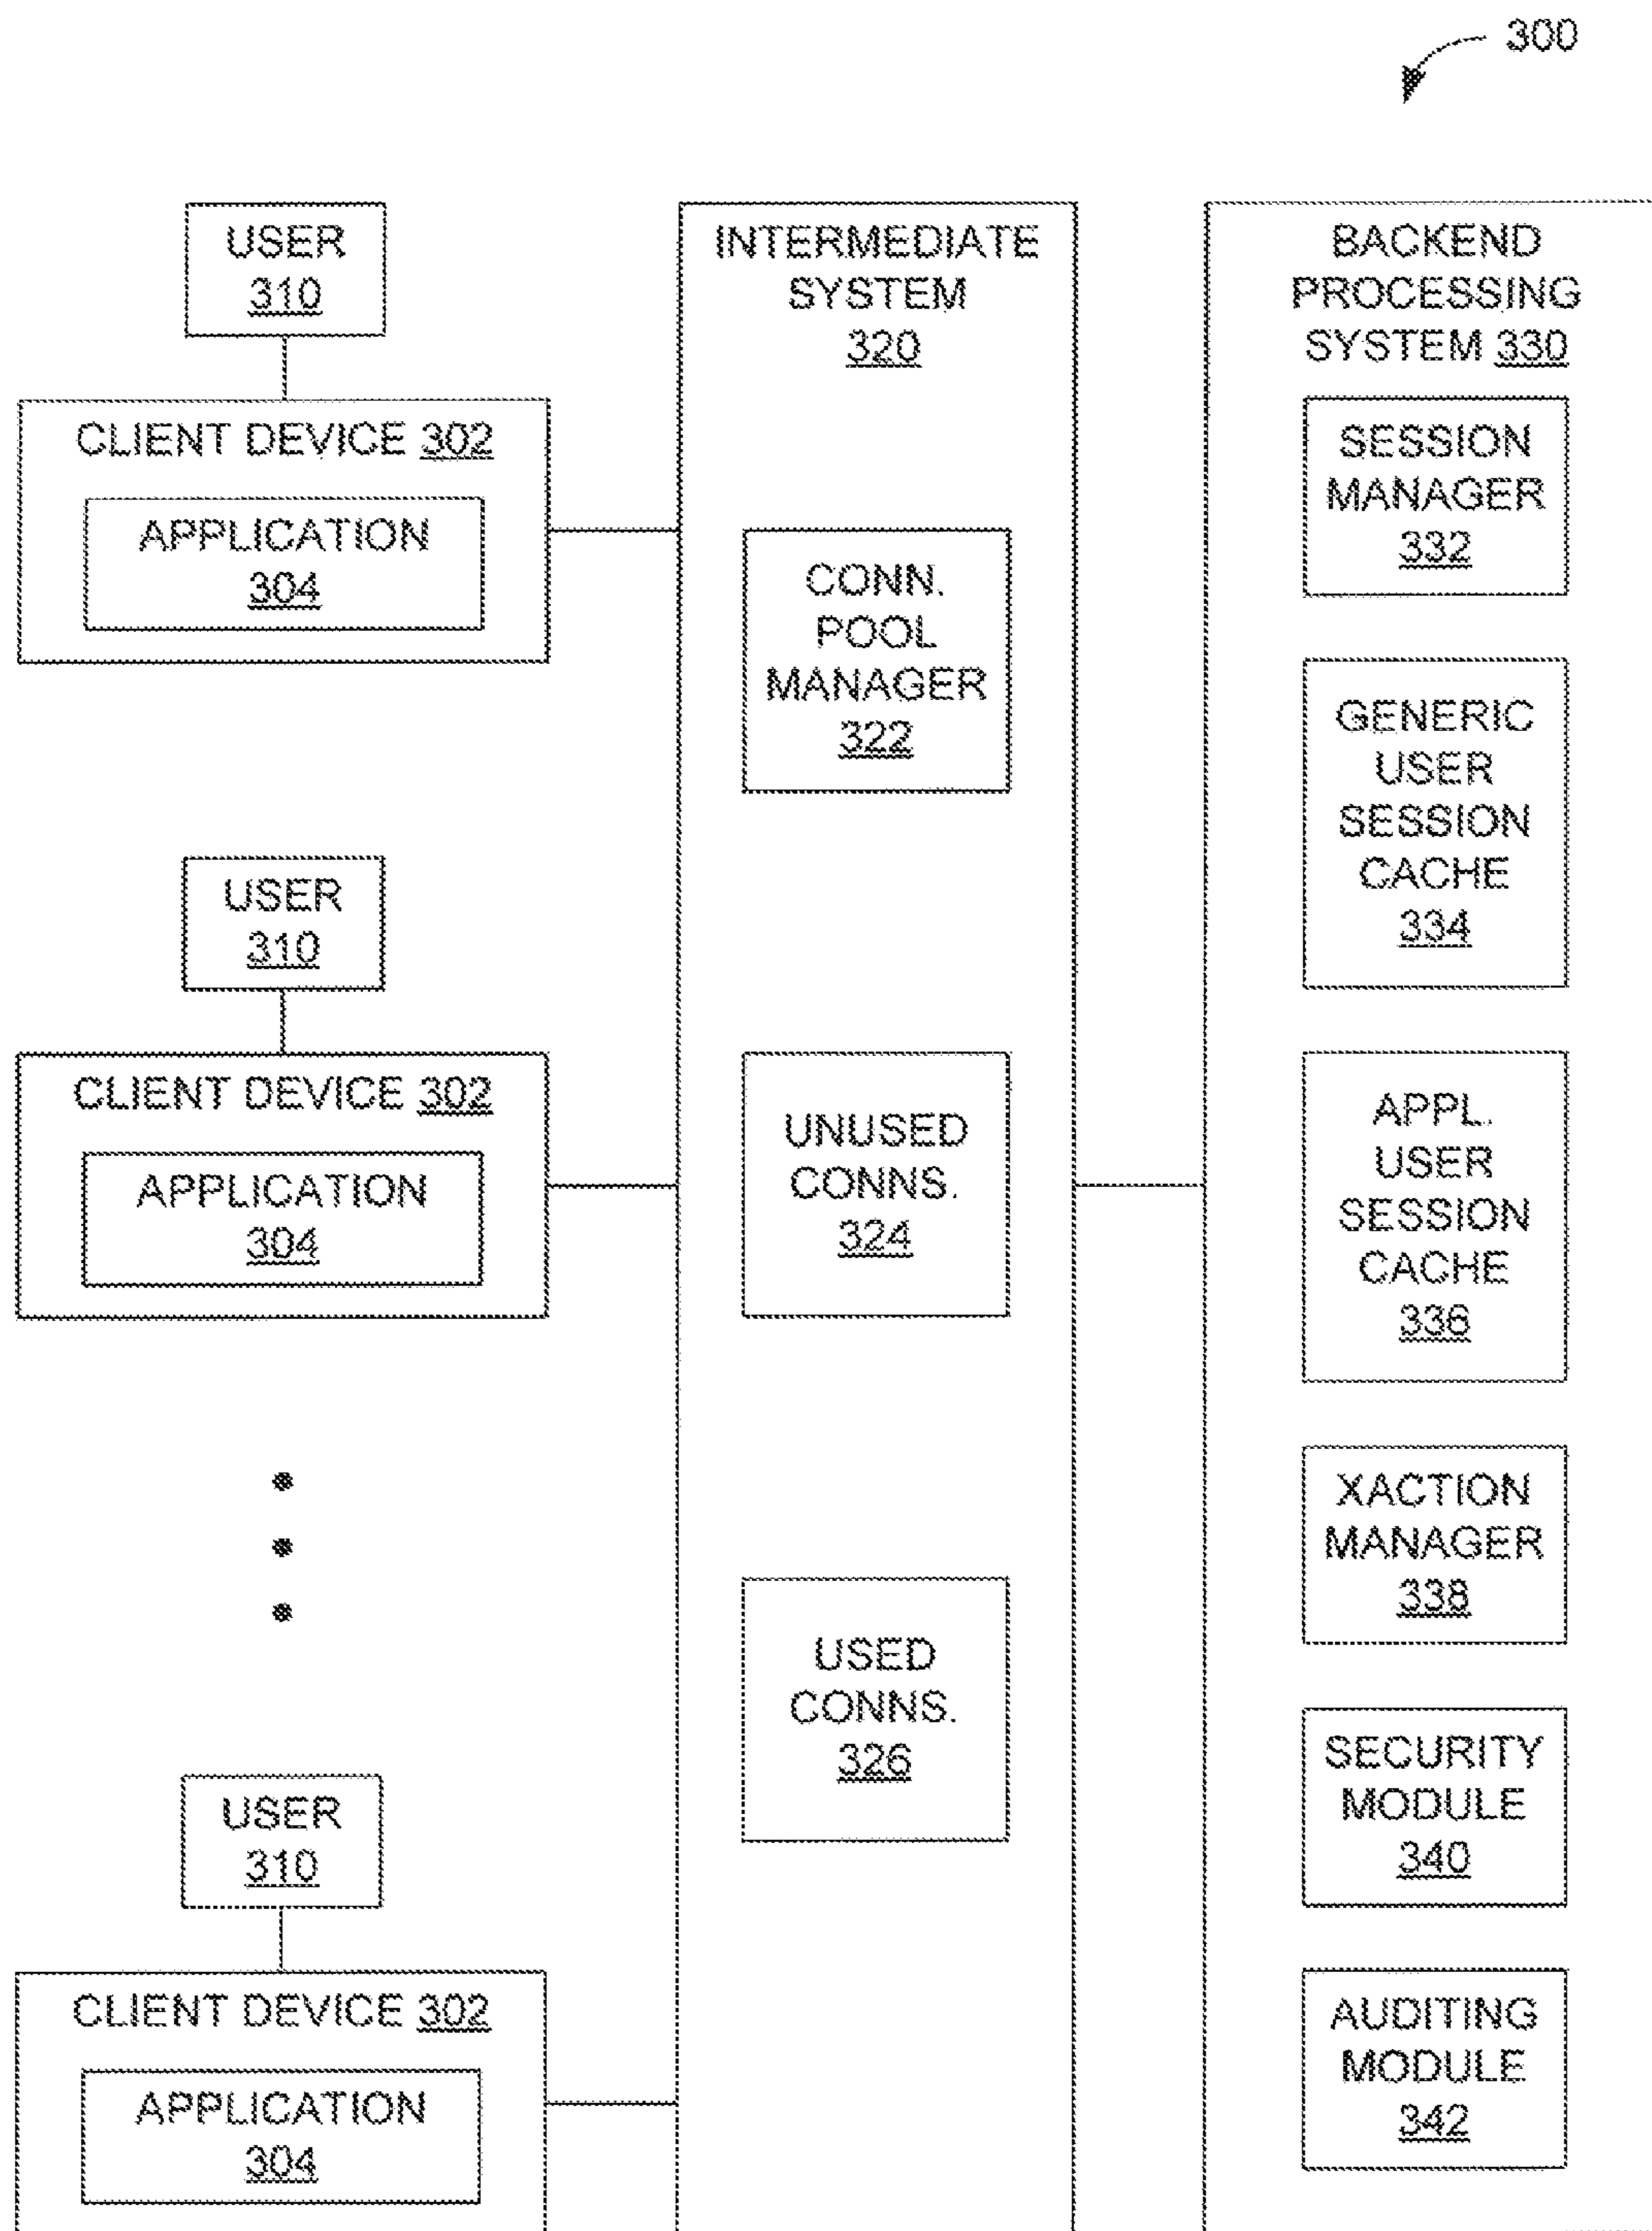 300
USER
310
CLIENT DEVICE 302
APPLICATION
304
USER
310
CLIENT DEVICE 302
APPLICATION
304
USER
310
CLIENT DEVICE 302
APPLICATION
304
INTERMEDIATE
SYSTEM
320
CONN.
POOL
MANAGER
322
UNUSED
CONNS.
324
USED
CONNS.
326
BACKEND
PROCESSING
SYSTEM 330
SESSION
MANAGER
332
GENERIC
USER
SESSION
CACHE
334
APPL.
USER
SESSION
CACHE
336
XACTION
MANAGER
338
SECURITY
MODULE
340
AUDITING
MODULE
342